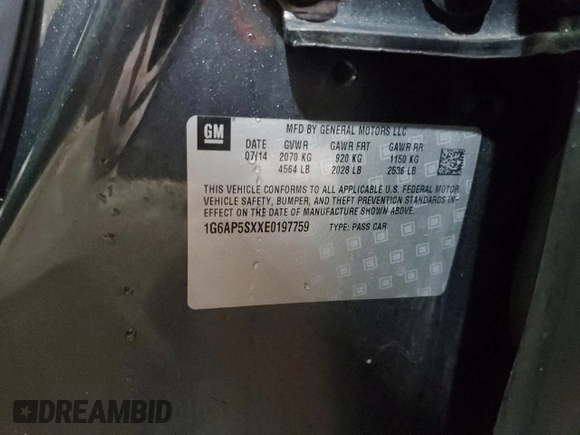 GM
MFD BY GENERAL MOTORS LLC
DATE GVWR GAWR FRT GAWR RR
07/14 2070 KG 920 KG 1150 KG
4564 LB 2028 LB 2536 LB
THIS VEHICLE CONFORMS TO ALL APPLICABLE U.S. FEDERAL MOTOR
VEHICLE SAFETY, BUMPER, AND THEFT PREVENTION STANDARDS IN-
EFFECT ON THE DATE OF MANUFACTURE SHOWN ABOVE.
1G6AP5SXXE0197759 TYPE: PASS CAR
DREAMBID